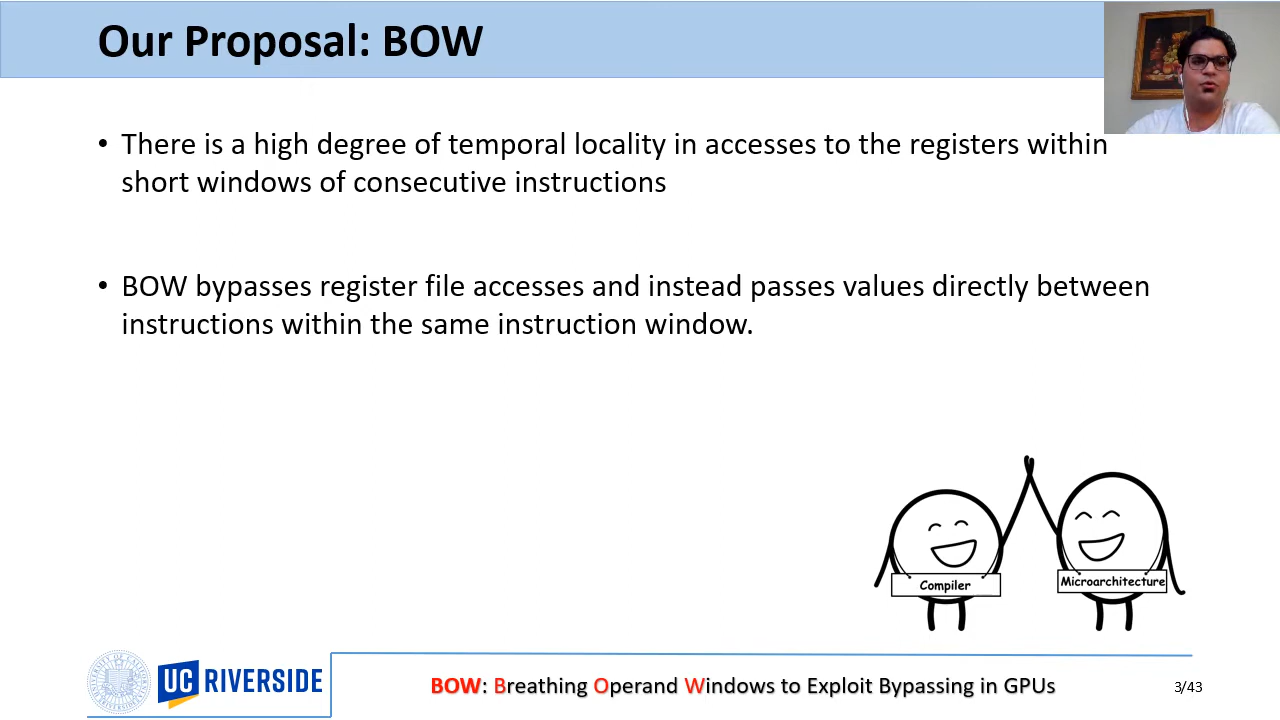 Our Proposal: BOW
• There is a high degree of temporal locality in accesses to the registers within
short windows of consecutive instructions
• BOW bypasses register file accesses and instead passes values directly between
instructions within the same instruction window.
Compiler
Microarchitecture
UC RIVERSIDE
BOW: Breathing Operand Windows to Exploit Bypassing in GPUs
3/43